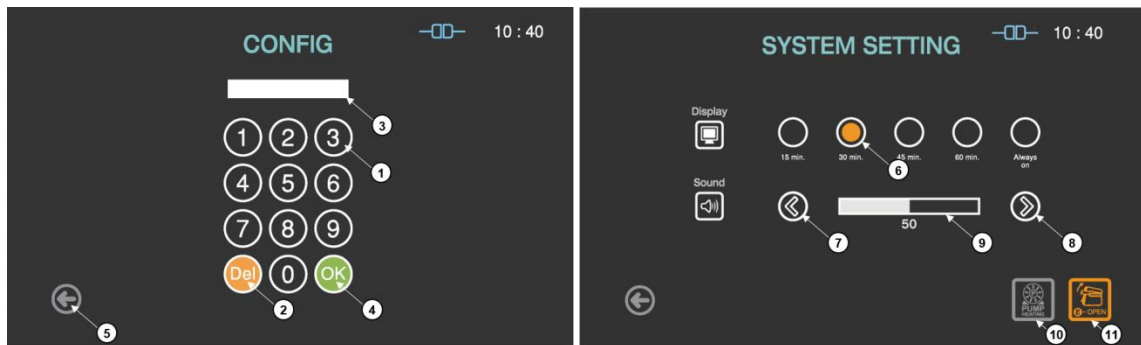 CONFIG
10 : 40
3
1 2 3
1
4 5 6
7 8 9
Del 0 OK
2
4
5
SYSTEM SETTING
10 : 40
Display
15 min.
30 min.
45 min.
60 min.
Always on
6
Sound
50
7
9
8
PUMP
HEATING
E - OPEN
10
11